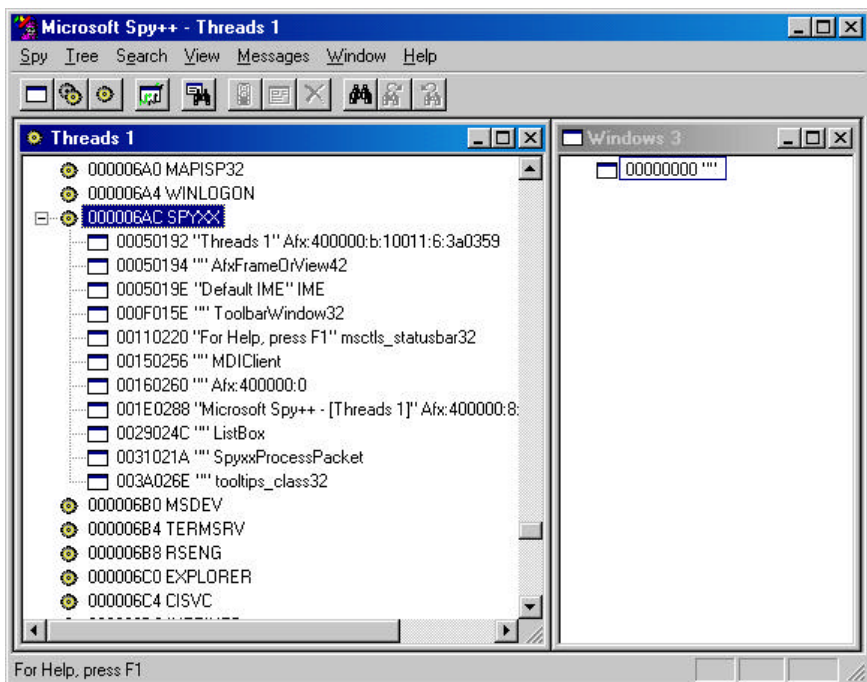 Microsoft Spy++ - Threads 1
Spy Tree Search View Messages Window Help
Threads 1
000006A0 MAPISP32
000006A4 WINLOGON
000006AC SPYXX
00050192 "Threads 1" Afx:400000:b:10011:6:3a0359
00050194 "" AfxFrameOrView42
0005019E "Default IME" IME
000F015E "" ToolbarWindow32
00110220 "For Help, press F1" msctls_statusbar32
00150256 "" MDIClient
00160260 "" Afx:400000:0
001E0288 "Microsoft Spy++ - [Threads 1]" Afx:400000:8:
0029024C "" ListBox
0031021A "" SpyxxProcessPacket
003A026E "" tooltips_class32
000006B0 MSDEV
000006B4 TERMSRV
000006B8 RSENG
000006C0 EXPLORER
000006C4 CISVC
Windows 3
00000000 ""
For Help, press F1